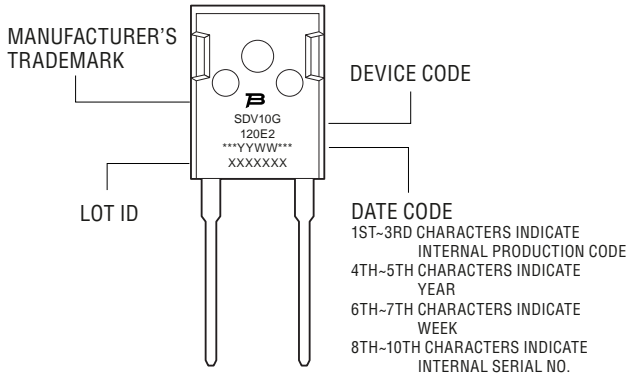 MANUFACTURER'S
TRADEMARK
DEVICE CODE
SDV10G
120E2
***YYWW***
XXXXXXX
LOT ID
DATE CODE
1ST~3RD CHARACTERS INDICATE
INTERNAL PRODUCTION CODE
4TH~5TH CHARACTERS INDICATE
YEAR
6TH~7TH CHARACTERS INDICATE
WEEK
8TH~10TH CHARACTERS INDICATE
INTERNAL SERIAL NO.